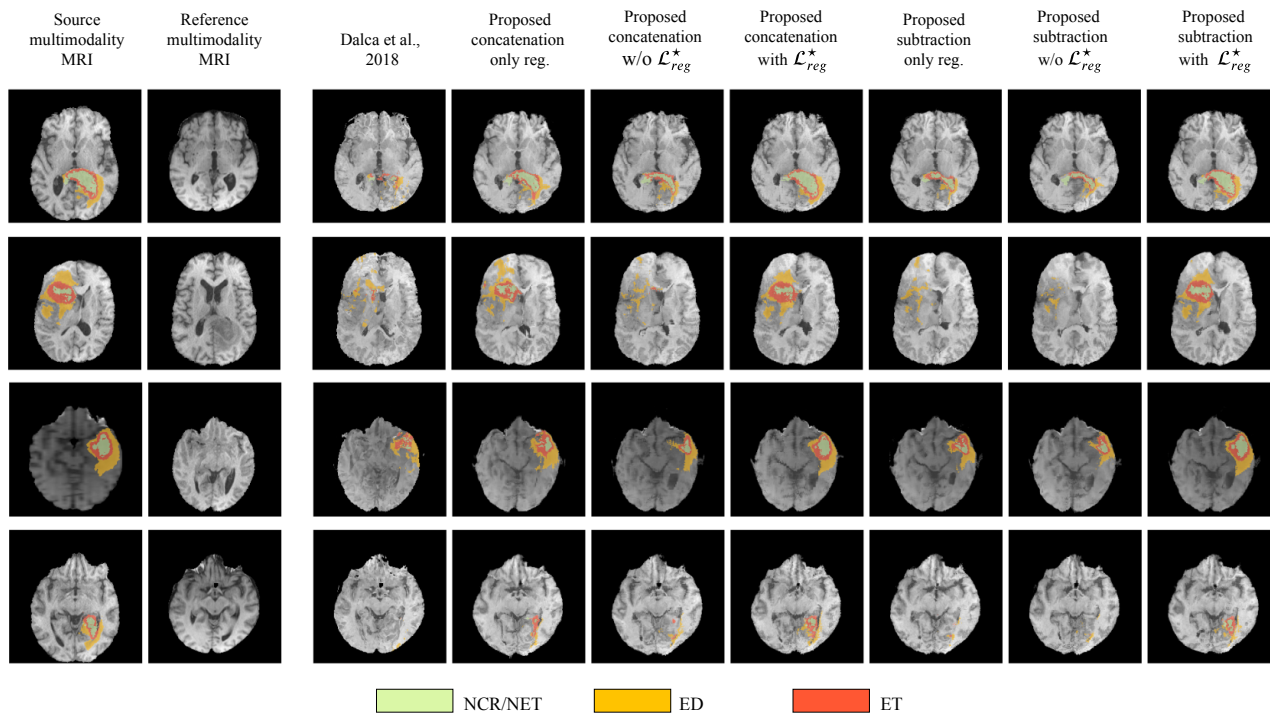 Source
multimodality
MRI
Reference
multimodality
MRI
Dalca et al.,
2018
Proposed
concatenation
only reg.
Proposed
concatenation
w/o ℒ★reg
Proposed
concatenation
with ℒ★reg
Proposed
subtraction
only reg.
Proposed
subtraction
w/o ℒ★reg
Proposed
subtraction
with ℒ★reg
NCR/NET
ED
ET